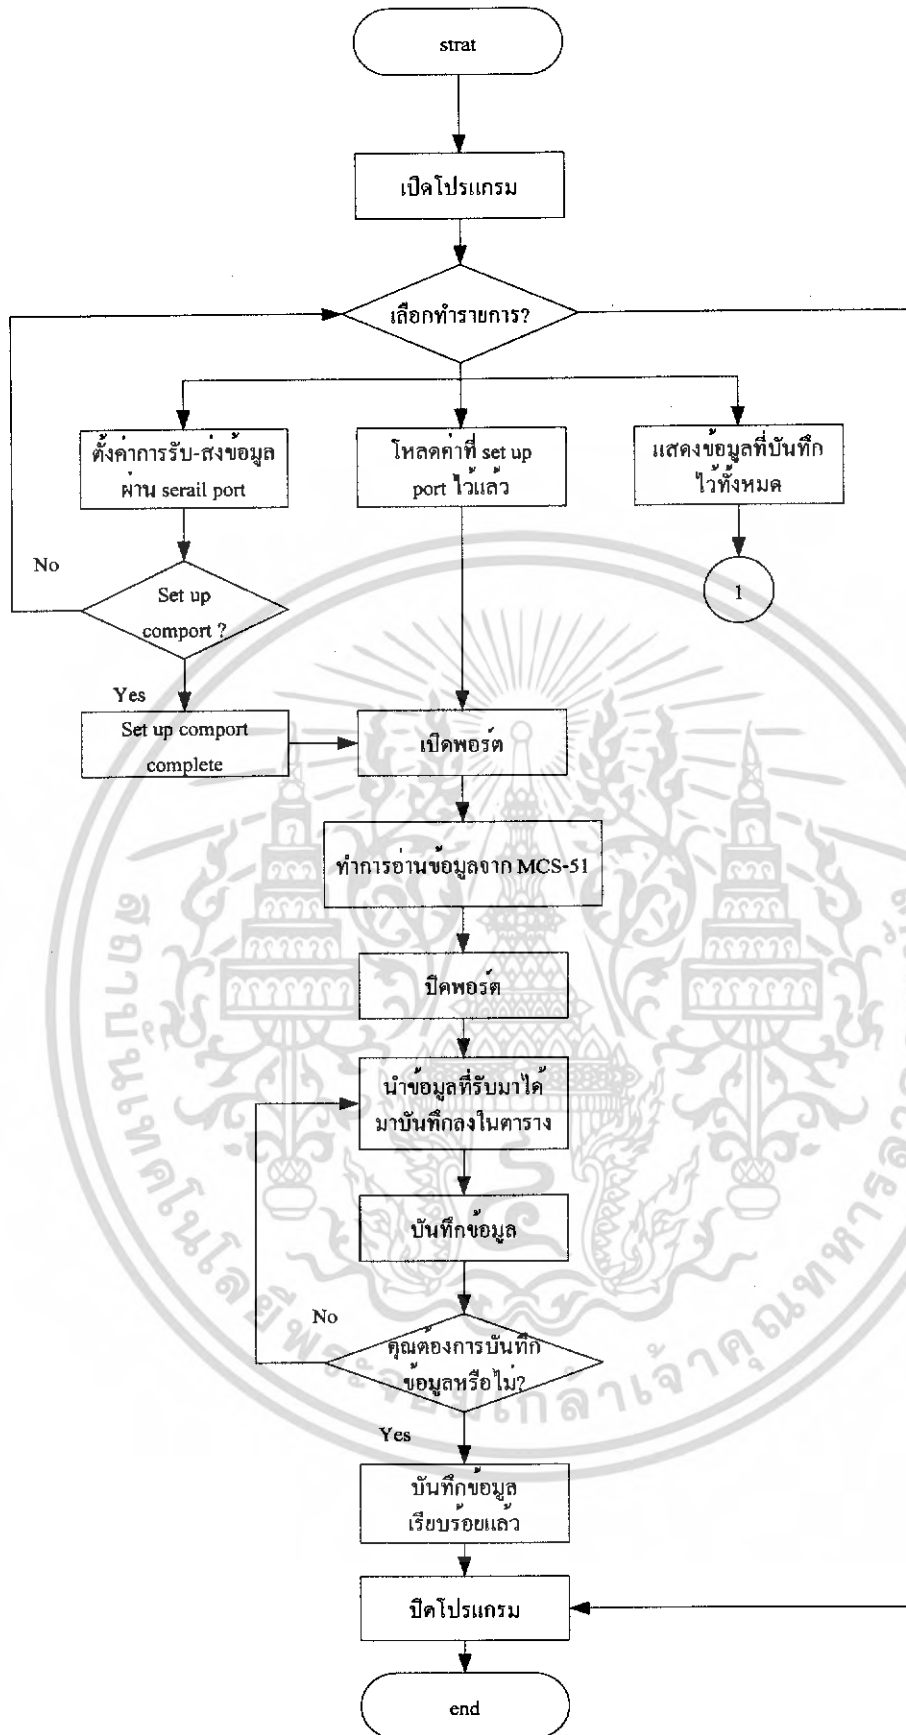 strat
เปิดโปรแกรม
เลือกทำรายการ?
ตั้งค่าการรับ-ส่งข้อมูล
ผ่าน serail port
โหลดค่าที่ set up
port ไว้แล้ว
แสดงข้อมูลที่บันทึก
ไว้ทั้งหมด
No
Set up
comport ?
1
Yes
Set up comport
complete
เปิดพอร์ต
ทำการอ่านข้อมูลจาก MCS-51
ปิดพอร์ต
นำข้อมูลที่รับมาได้
มาบันทึกลงในตาราง
บันทึกข้อมูล
No
คุณต้องการบันทึก
ข้อมูลหรือไม่?
Yes
บันทึกข้อมูล
เรียบร้อยแล้ว
ปิดโปรแกรม
end